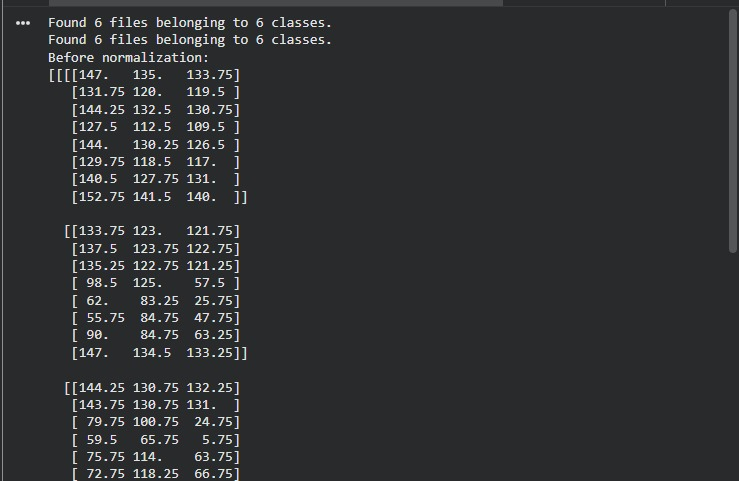 Found 6 files belonging to 6 classes.
Found 6 files belonging to 6 classes.
Before normalization:
[[[[147.   135.   133.75]
   [131.75 120.   119.5 ]
   [144.25 132.5  130.75]
   [127.5  112.5  109.5 ]
   [144.   130.25 126.5 ]
   [129.75 118.5  117.  ]
   [140.5  127.75 131.  ]
   [152.75 141.5  140.  ]]

  [[133.75 123.   121.75]
   [137.5  123.75 122.75]
   [135.25 122.75 121.25]
   [ 98.5  125.    57.5 ]
   [ 62.    83.25  25.75]
   [ 55.75  84.75  47.75]
   [ 90.    84.75  63.25]
   [147.   134.5  133.25]]

  [[144.25 130.75 132.25]
   [143.75 130.75 131.  ]
   [ 79.75 100.75  24.75]
   [ 59.5   65.75   5.75]
   [ 75.75 114.    63.75]
   [ 72.75 118.25  66.75]